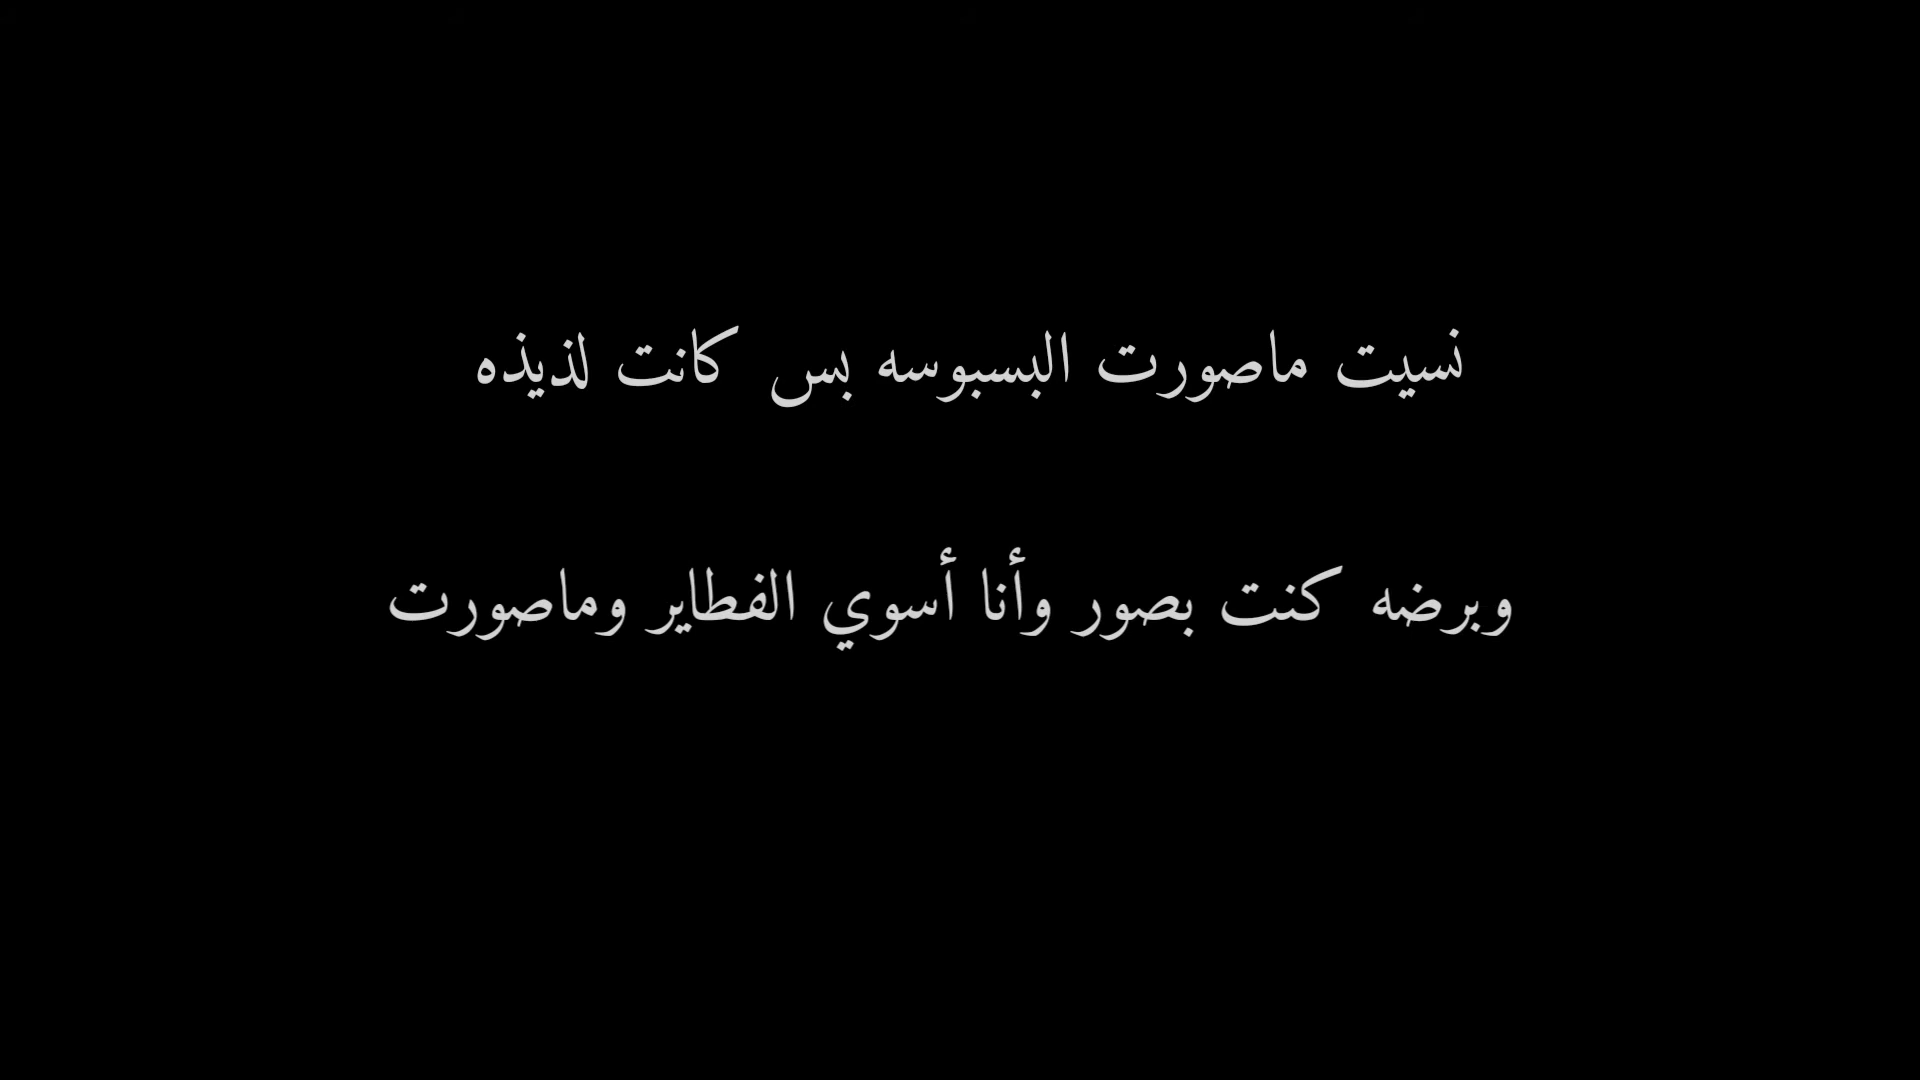 نسيت ماصورت البسبوسه بس كانت لذيذه
وبرضه كنت بصور وأنا أسوي الفطاير وماصورت